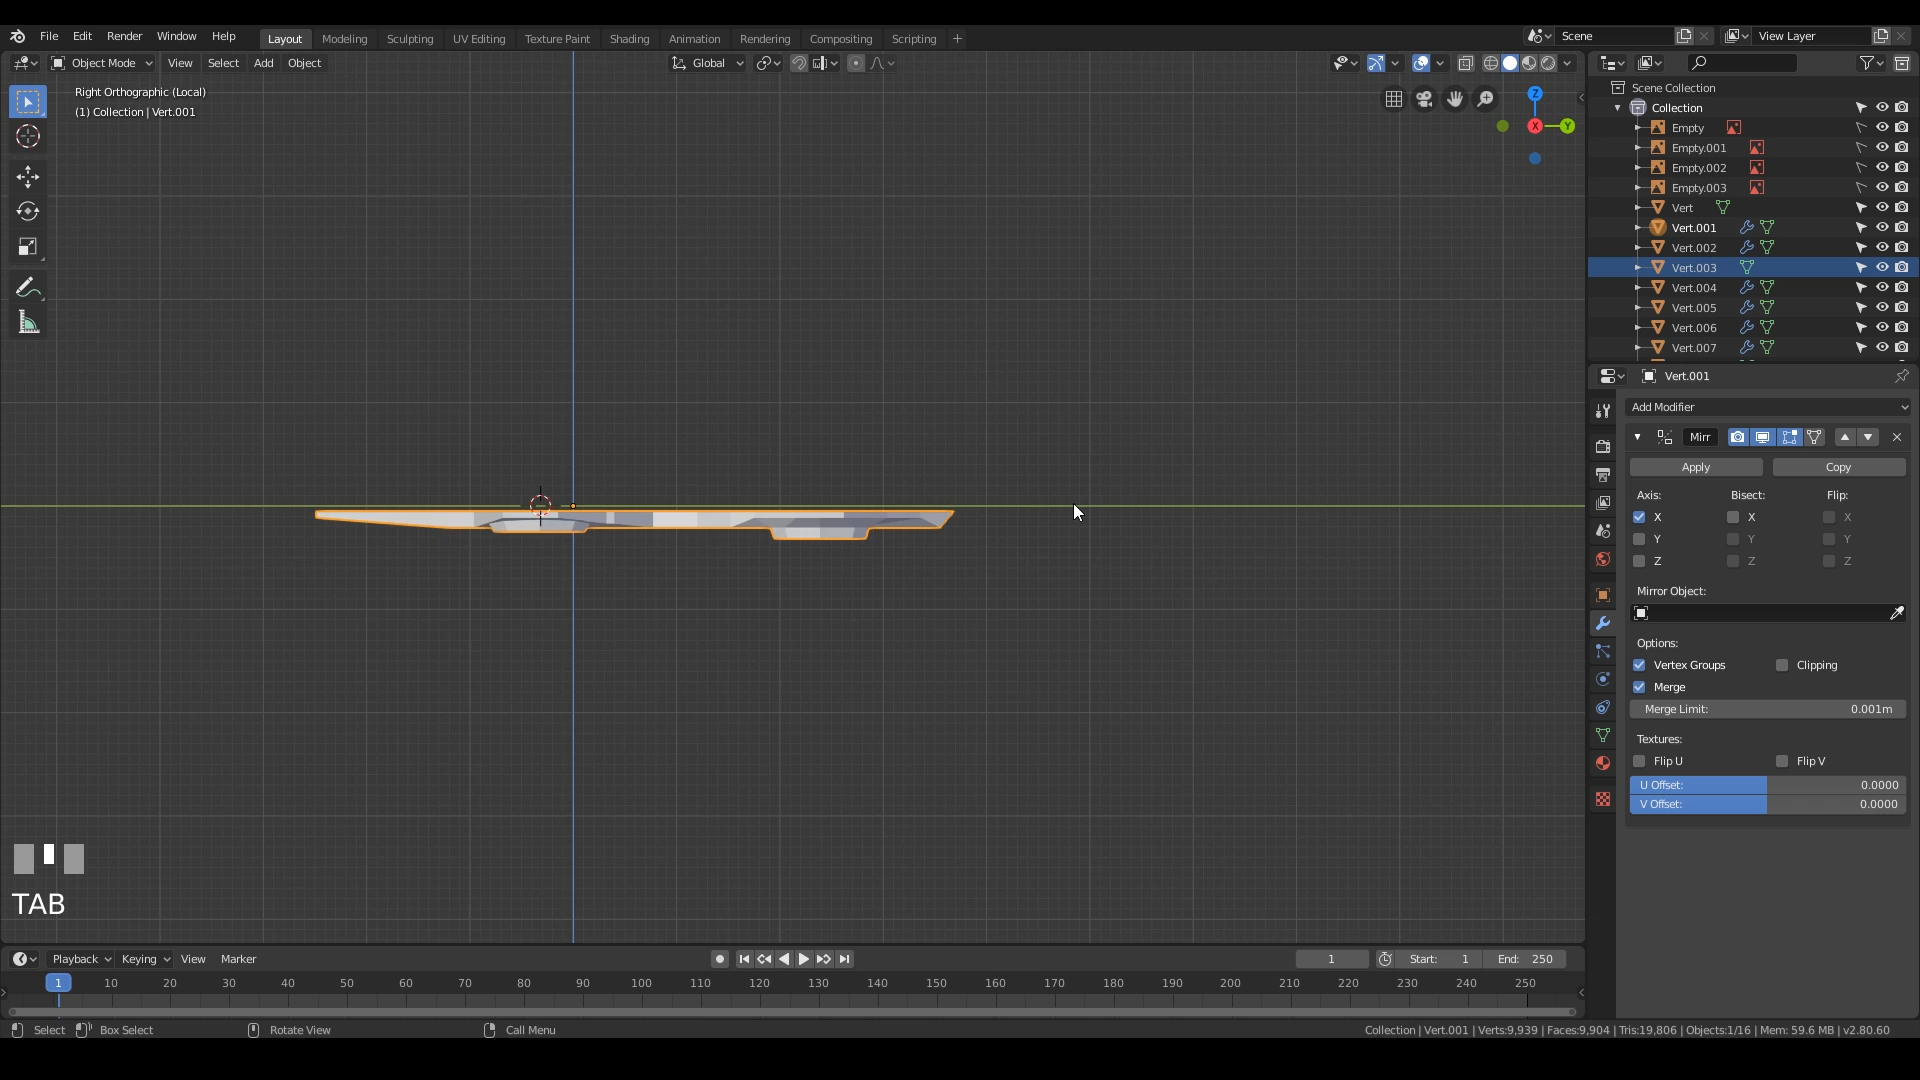 File Edit Render Window Help Layout Modeling Sculpting UV Editing Texture Paint Shading Animation Rendering Compositing Scripting + Scene View Layer
Object Mode View Select Add Object Global
Right Orthographic (Local)
(1) Collection | Vert.001
Z
X
Y
Scene Collection
Collection
Empty
Empty.001
Empty.002
Empty.003
Vert
Vert.001
Vert.002
Vert.003
Vert.004
Vert.005
Vert.006
Vert.007
Vert.001
Add Modifier
Mirr
Apply Copy
Axis: Bisect: Flip:
X X X
Y Y Y
Z Z Z
Mirror Object:
Options:
Vertex Groups Clipping
Merge
Merge Limit: 0.001m
Textures:
Flip U Flip V
U Offset: 0.0000
V Offset: 0.0000
TAB
Playback Keying View Marker 1 Start: 1 End: 250
1 10 20 30 40 50 60 70 80 90 100 110 120 130 140 150 160 170 180 190 200 210 220 230 240 250
Select Box Select Rotate View Call Menu Collection | Vert.001 | Verts:9,939 | Faces:9,904 | Tris:19,806 | Objects:1/16 | Mem: 59.6 MB | v2.80.60